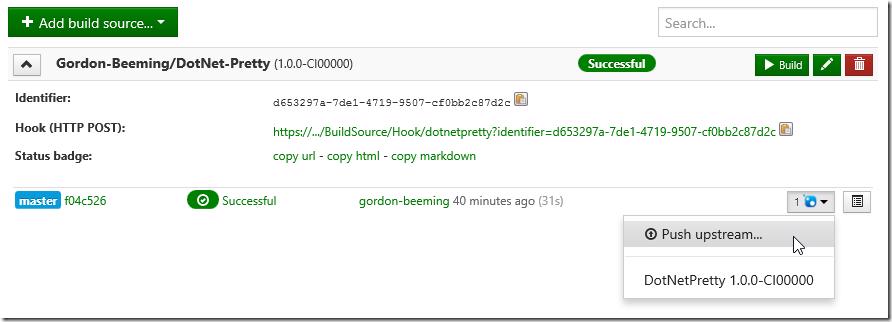 + Add build source...
Search...
Gordon-Beeming/DotNet-Pretty (1.0.0-CI00000) Successful Build
Identifier: d653297a-7de1-4719-9507-cf0bb2c87d2c
Hook (HTTP POST): https://.../BuildSource/Hook/dotnetpretty?identifier=d653297a-7de1-4719-9507-cf0bb2c87d2c
Status badge: copy url - copy html - copy markdown
master f04c526 Successful gordon-beeming 40 minutes ago (31s) 1
Push upstream...
DotNetPretty 1.0.0-CI00000